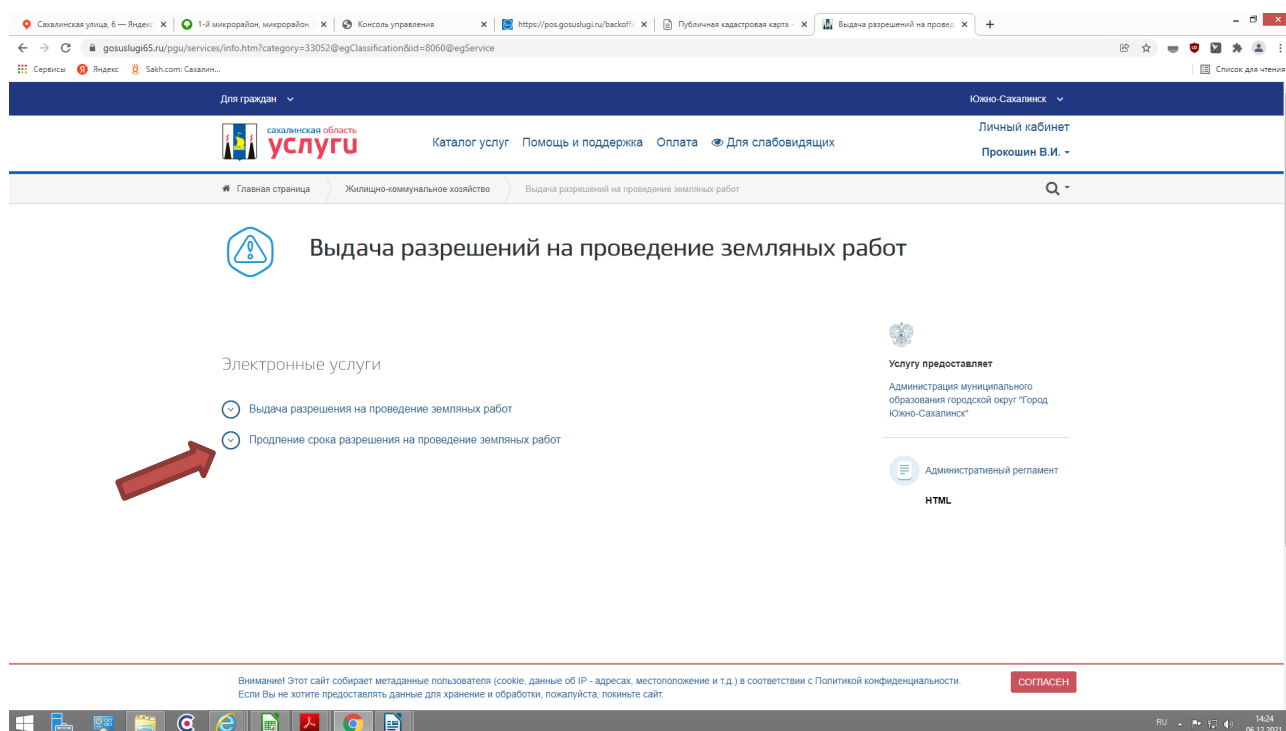 Сахалинская улица, 6 — Яндекс
1-й микрорайон, микрорайон,
Консоль управления
https://pos.gosuslugi.ru/backoffi
Публичная кадастровая карта -
Выдача разрешений на провед
gosuslugi65.ru/pgu/services/info.htm?category=33052@egClassification&id=8060@egService
Сервисы Яндекс Sakh.com: Сахалин...
Список для чтения
Для граждан
Южно-Сахалинск
сахалинская область
услуги
Каталог услуг Помощь и поддержка Оплата Для слабовидящих
Личный кабинет
Прокошин В.И.
Главная страница Жилищно-коммунальное хозяйство Выдача разрешений на проведение земляных работ
Выдача разрешений на проведение земляных работ
Электронные услуги
Выдача разрешения на проведение земляных работ
Продление срока разрешения на проведение земляных работ
Услугу предоставляет
Администрация муниципального
образования городской округ "Город
Южно-Сахалинск"
Административный регламент
HTML
Внимание! Этот сайт собирает метаданные пользователя (cookie, данные об IP - адресах, местоположение и т.д.) в соответствии с Политикой конфиденциальности.
Если Вы не хотите предоставлять данные для хранение и обработки, пожалуйста, покиньте сайт.
СОГЛАСЕН
RU
14:24
06.12.2021